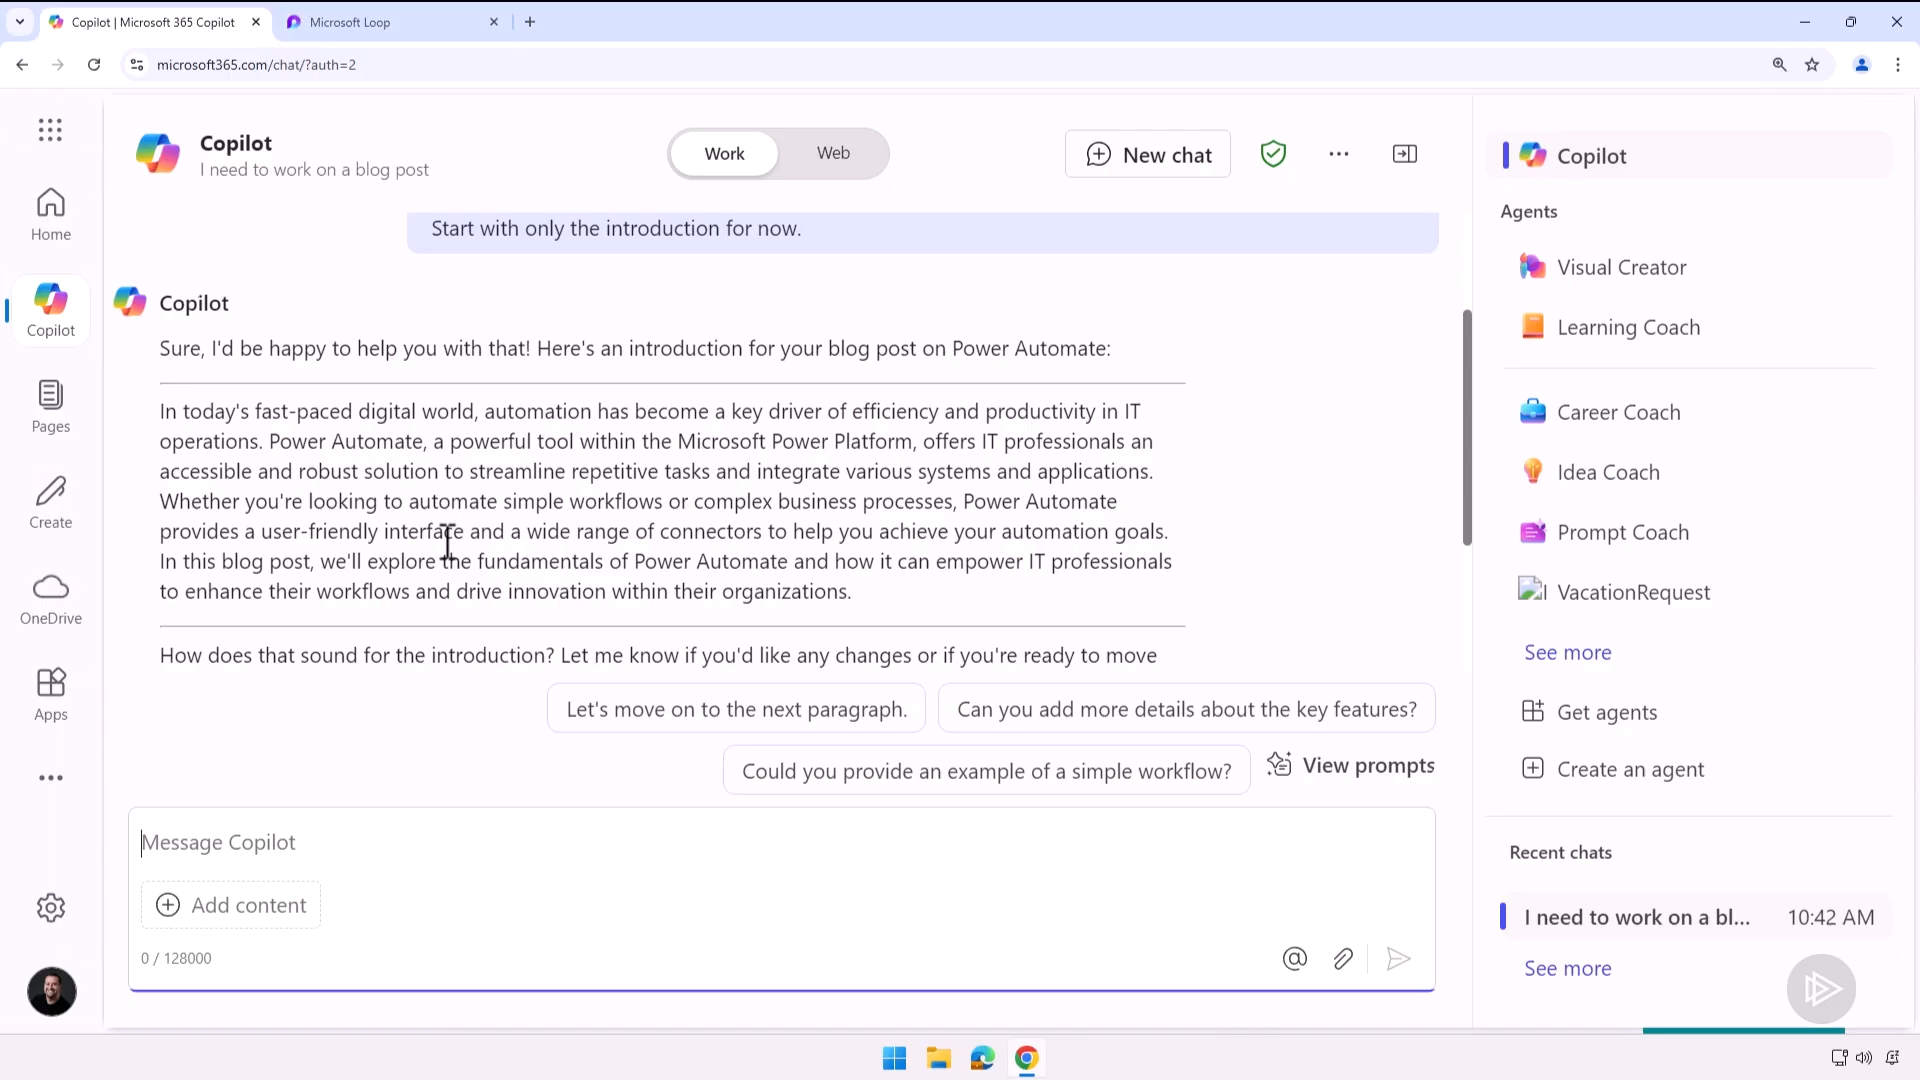 Copilot | Microsoft 365 Copilot
Microsoft Loop
microsoft365.com/chat/?auth=2
Copilot
I need to work on a blog post
Work
Web
New chat
Start with only the introduction for now.
Copilot
Sure, I'd be happy to help you with that! Here's an introduction for your blog post on Power Automate:
In today's fast-paced digital world, automation has become a key driver of efficiency and productivity in IT
operations. Power Automate, a powerful tool within the Microsoft Power Platform, offers IT professionals an
accessible and robust solution to streamline repetitive tasks and integrate various systems and applications.
Whether you're looking to automate simple workflows or complex business processes, Power Automate
provides a user-friendly interface and a wide range of connectors to help you achieve your automation goals.
In this blog post, we'll explore the fundamentals of Power Automate and how it can empower IT professionals
to enhance their workflows and drive innovation within their organizations.
How does that sound for the introduction? Let me know if you'd like any changes or if you're ready to move
Let's move on to the next paragraph.
Can you add more details about the key features?
Could you provide an example of a simple workflow?
View prompts
Message Copilot
Add content
0 / 128000
Home
Copilot
Pages
Create
OneDrive
Apps
Copilot
Agents
Visual Creator
Learning Coach
Career Coach
Idea Coach
Prompt Coach
VacationRequest
See more
Get agents
Create an agent
Recent chats
I need to work on a bl...
10:42 AM
See more